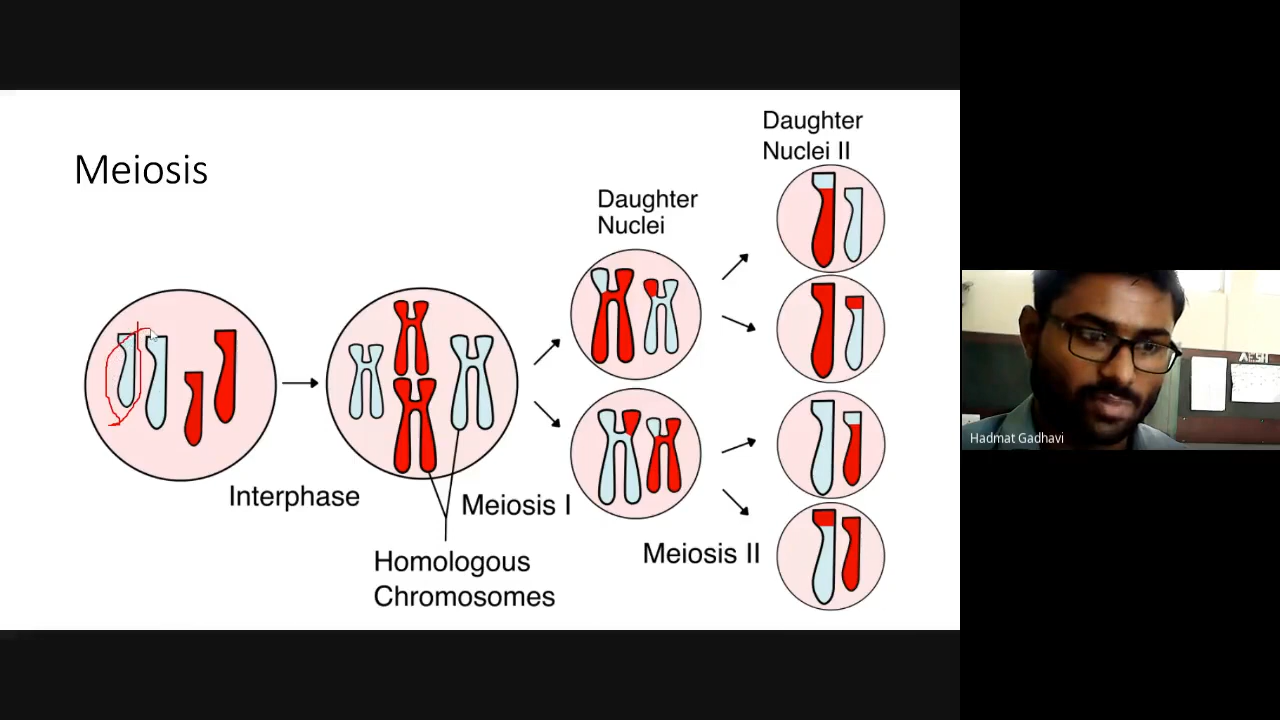 Meiosis
Daughter
Nuclei II
Daughter
Nuclei
Interphase
Meiosis I
Homologous
Chromosomes
Meiosis II
Hadmat Gadhavi